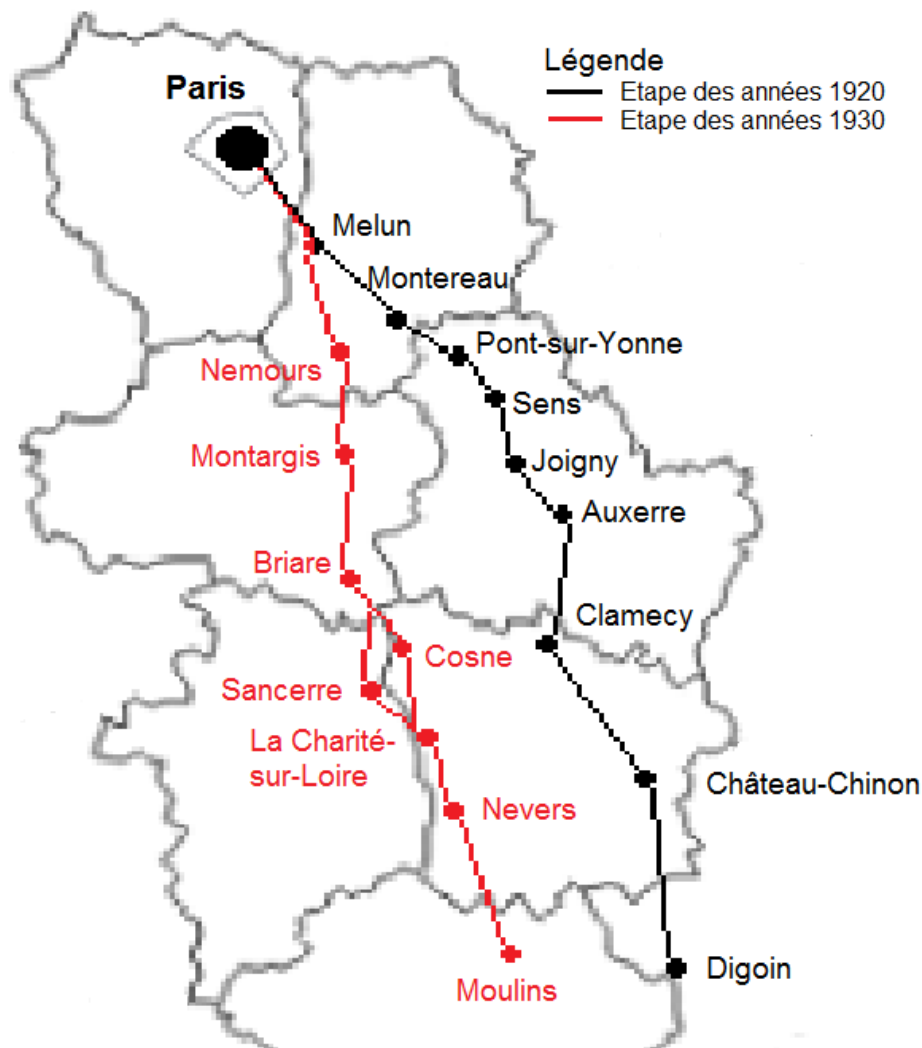 Légende
Etape des années 1920
Etape des années 1930
Paris
Melun
Montereau
Pont-sur-Yonne
Nemours
Sens
Montargis
Joigny
Auxerre
Briare
Clamecy
Cosne
Sancerre
La Charité-
sur-Loire
Château-Chinon
Nevers
Digoin
Moulins